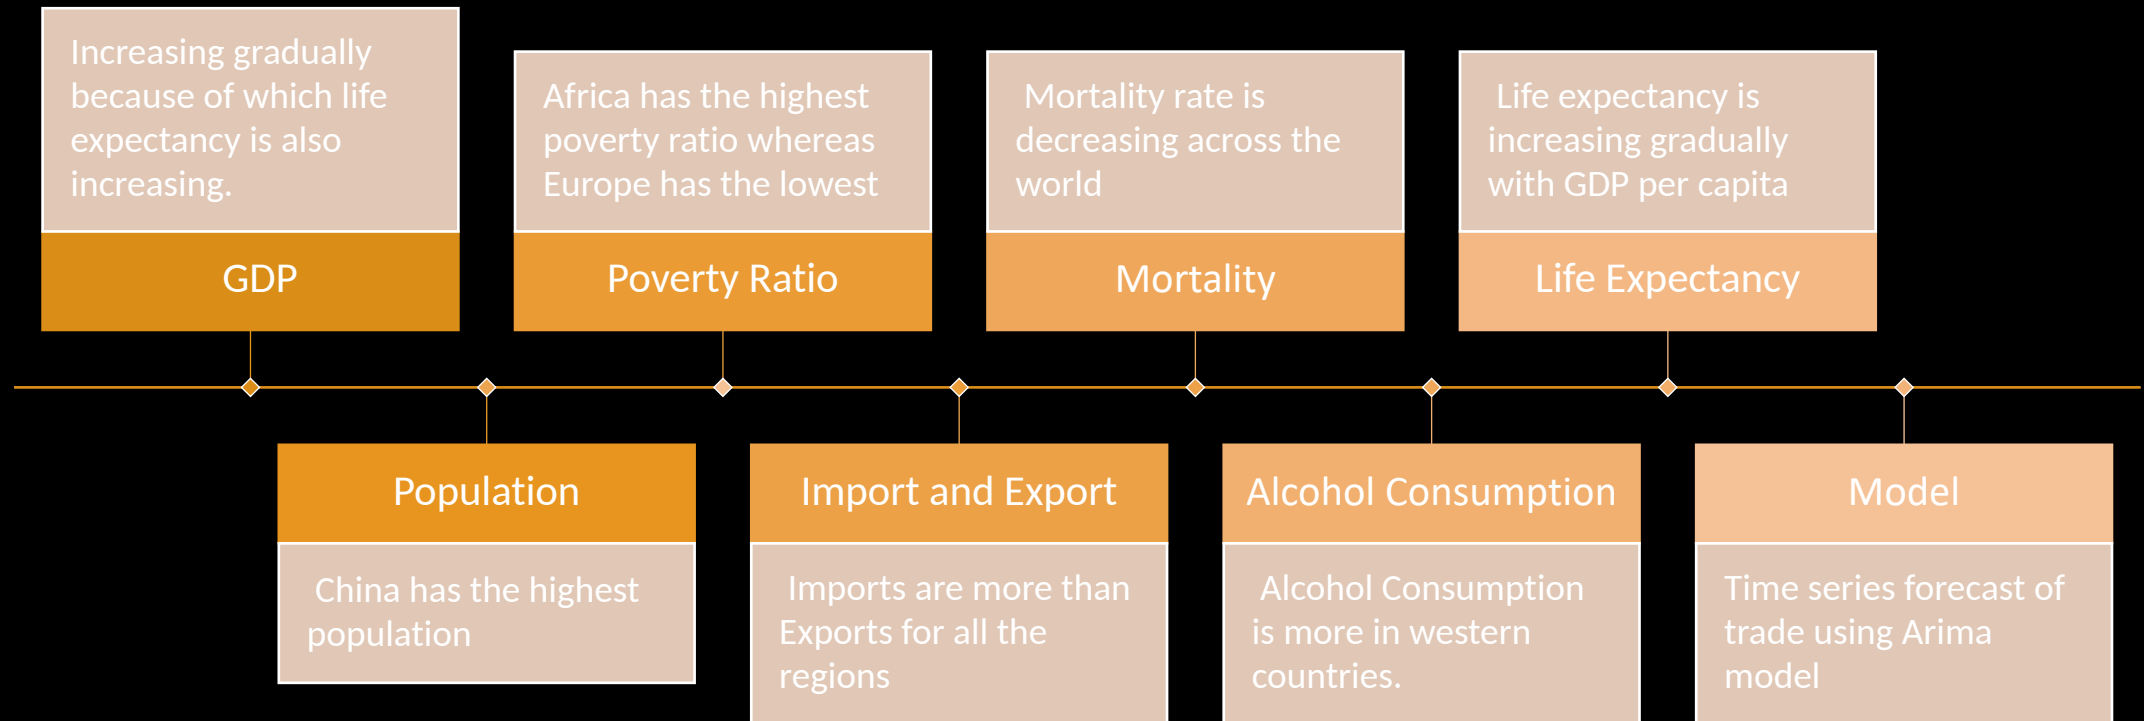 Increasing gradually
because of which life
expectancy is also
increasing.
GDP
Africa has the highest
poverty ratio whereas
Europe has the lowest
Poverty Ratio
Mortality rate is
decreasing across the
world
Mortality
Life expectancy is
increasing gradually
with GDP per capita
Life Expectancy
Population
China has the highest
population
Import and Export
Imports are more than
Exports for all the
regions
Alcohol Consumption
Alcohol Consumption
is more in western
countries.
Model
Time series forecast of
trade using Arima
model